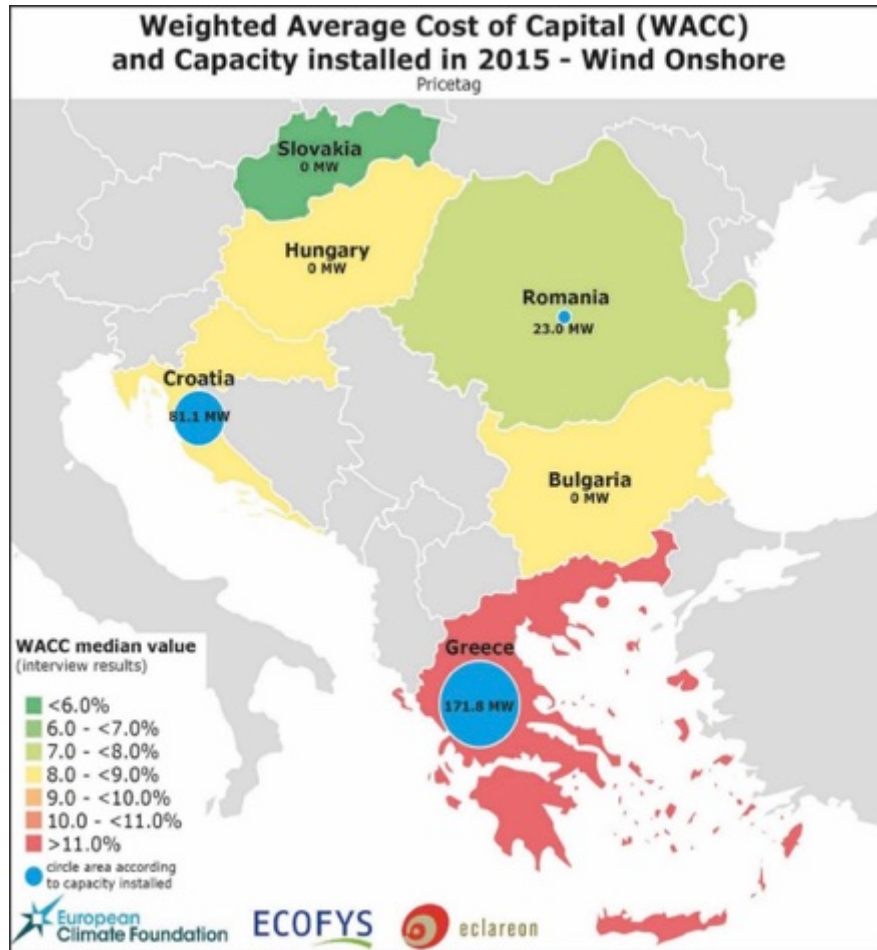 Weighted Average Cost of Capital (WACC)
and Capacity installed in 2015 - Wind Onshore
Pricetag
Slovakia
0 MW
Hungary
0 MW
Romania
23.0 MW
Croatia
81.1 MW
Bulgaria
0 MW
Greece
171.8 MW
WACC median value
(interview results)
<6.0%
6.0 - <7.0%
7.0 - <8.0%
8.0 - <9.0%
9.0 - <10.0%
10.0 - <11.0%
>11.0%
circle area according
to capacity installed
European
Climate Foundation
ECOFYS
eclareon